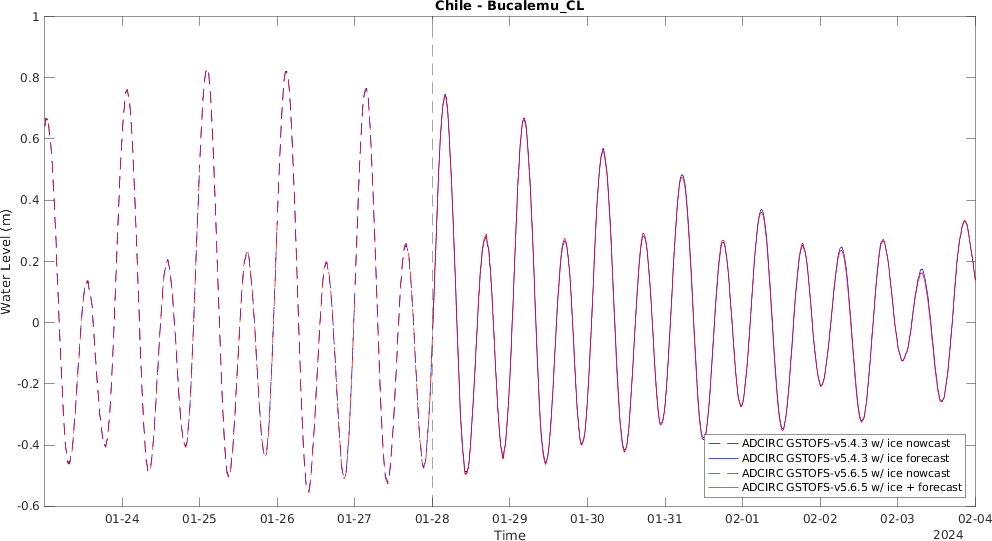 Chile - Bucalemu_CL
Water Level (m)
1
0.8
0.6
0.4
0.2
0
-0.2
-0.4
-0.6
ADCIRC GSTOFS-v5.4.3 w/ ice nowcast
ADCIRC GSTOFS-v5.4.3 w/ ice forecast
ADCIRC GSTOFS-v5.6.5 w/ ice nowcast
ADCIRC GSTOFS-v5.6.5 w/ ice + forecast
01-24 01-25 01-26 01-27 01-28 01-29 01-30 01-31 02-01 02-02 02-03 02-04
Time
2024